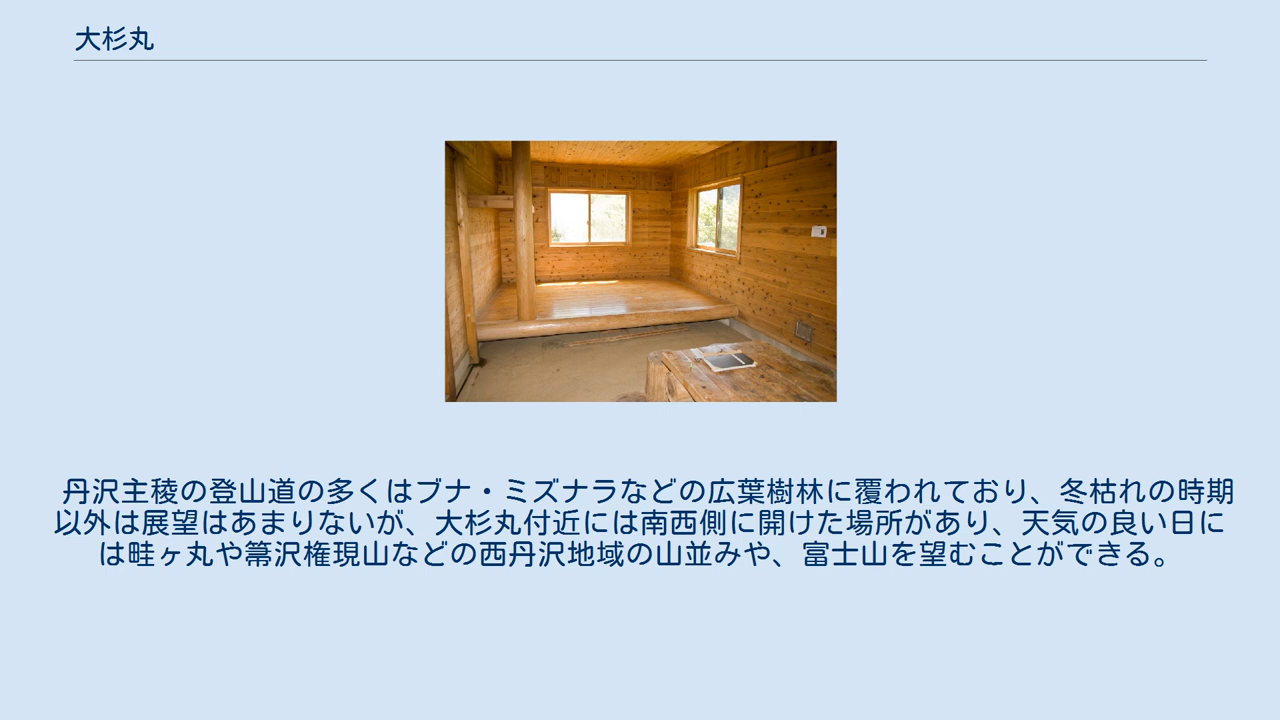 大杉丸
丹沢主稜の登山道の多くはブナ・ミズナラなどの広葉樹林に覆われており、冬枯れの時期
以外は展望はあまりないが、大杉丸付近には南西側に開けた場所があり、天気の良い日に
は畦ヶ丸や箒沢権現山などの西丹沢地域の山並みや、富士山を望むことができる。